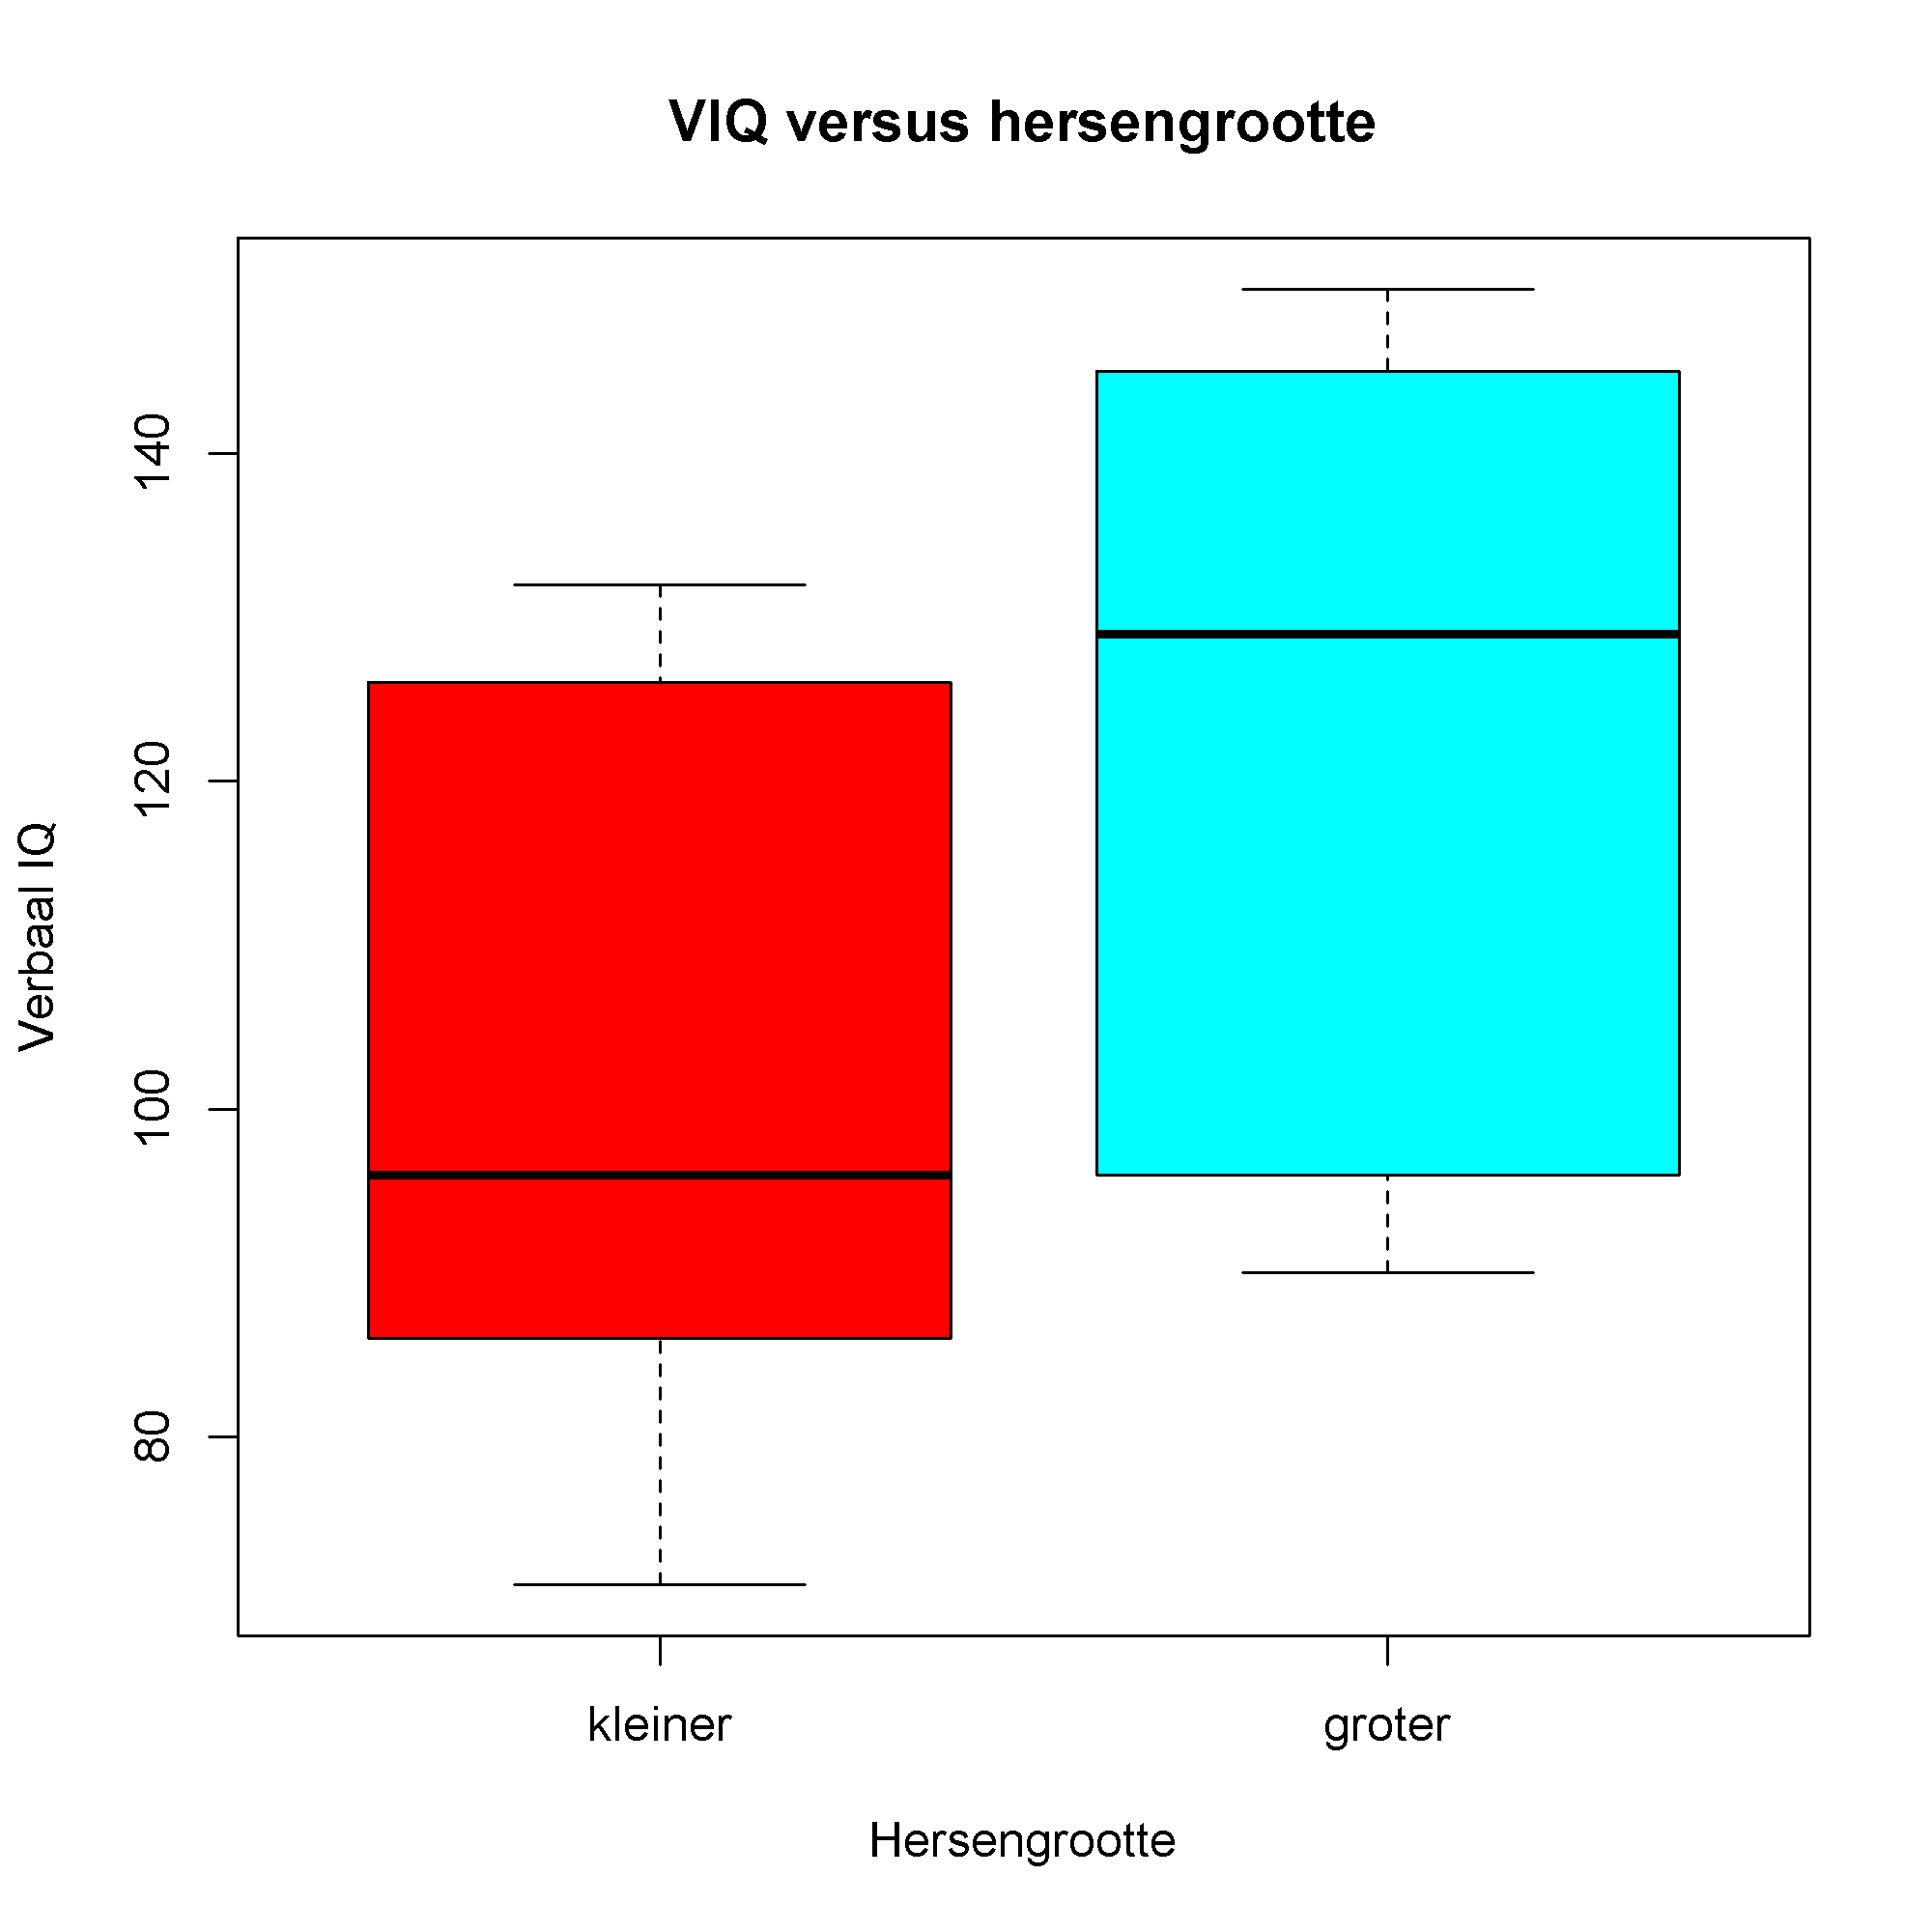 VIQ versus hersengrootte
Verbaal IQ
140
120
100
80
kleiner groter
Hersengrootte